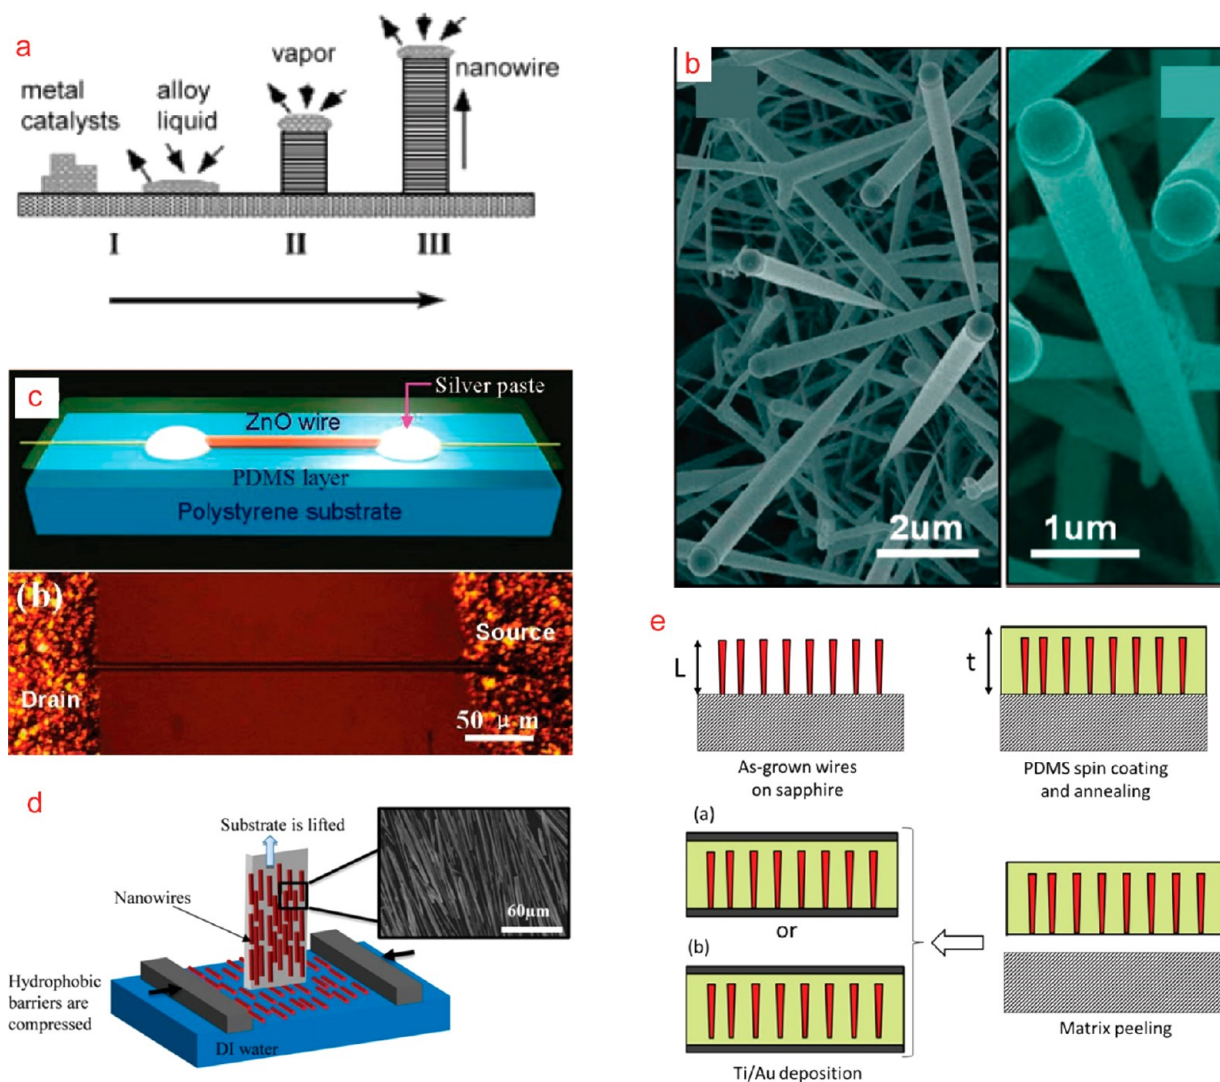 a
metal
catalysts
alloy
liquid
vapor
nanowire
I
II
III
b
2um
1um
c
Silver paste
ZnO wire
PDMS layer
Polystyrene substrate
(b)
Source
Drain
50 μm
d
Substrate is lifted
Nanowires
60μm
Hydrophobic
barriers are
compressed
DI water
e
L
t
As-grown wires
on sapphire
PDMS spin coating
and annealing
(a)
or
(b)
Ti/Au deposition
Matrix peeling